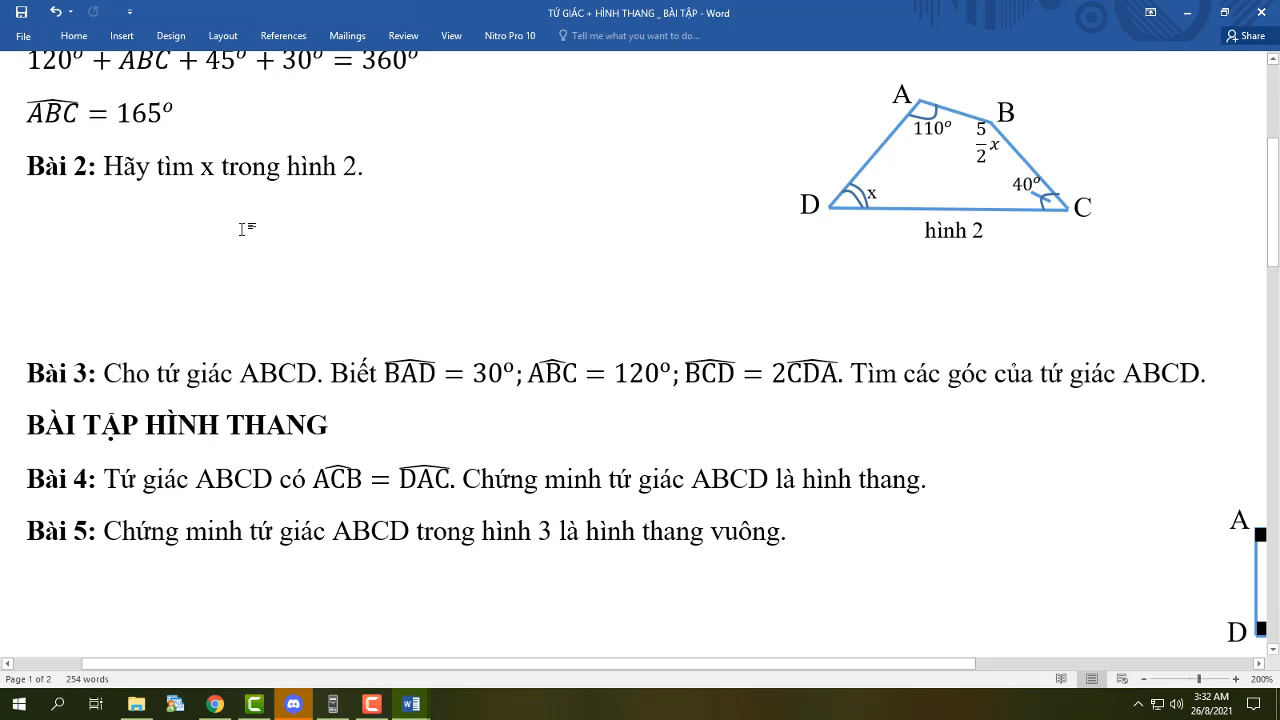 TỨ GIÁC + HÌNH THANG _ BÀI TẬP - Word
File Home Insert Design Layout References Mailings Review View Nitro Pro 10 Tell me what you want to do... Share
120° + ABC + 45° + 30° = 360°
ABC = 165°
Bài 2: Hãy tìm x trong hình 2.
A
B
110°
5/2 x
40°
D
x
C
hình 2
Bài 3: Cho tứ giác ABCD. Biết BAD = 30°; ABC = 120°; BCD = 2CDA. Tìm các góc của tứ giác ABCD.
BÀI TẬP HÌNH THANG
Bài 4: Tứ giác ABCD có ACB = DAC. Chứng minh tứ giác ABCD là hình thang.
Bài 5: Chứng minh tứ giác ABCD trong hình 3 là hình thang vuông.
A
D
Page 1 of 2 254 words 200%
3:32 AM
26/8/2021